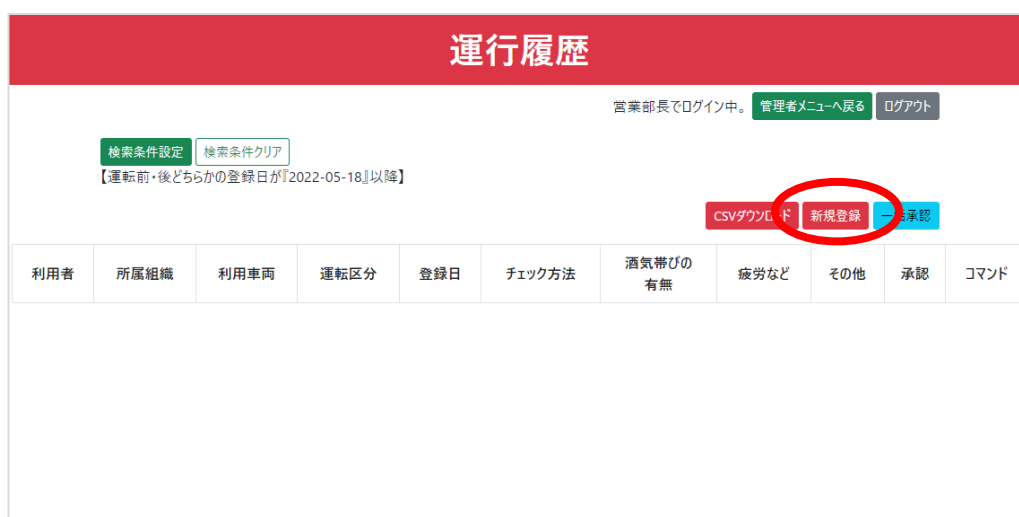 運行履歴
営業部長でログイン中。 管理者メニューへ戻る ログアウト
検索条件設定 検索条件クリア
【運転前・後どちらかの登録日が『2022-05-18』以降】
CSVダウンロード 新規登録 一括承認
利用者 所属組織 利用車両 運転区分 登録日 チェック方法 酒気帯びの 疲労など その他 承認 コマンド
有無